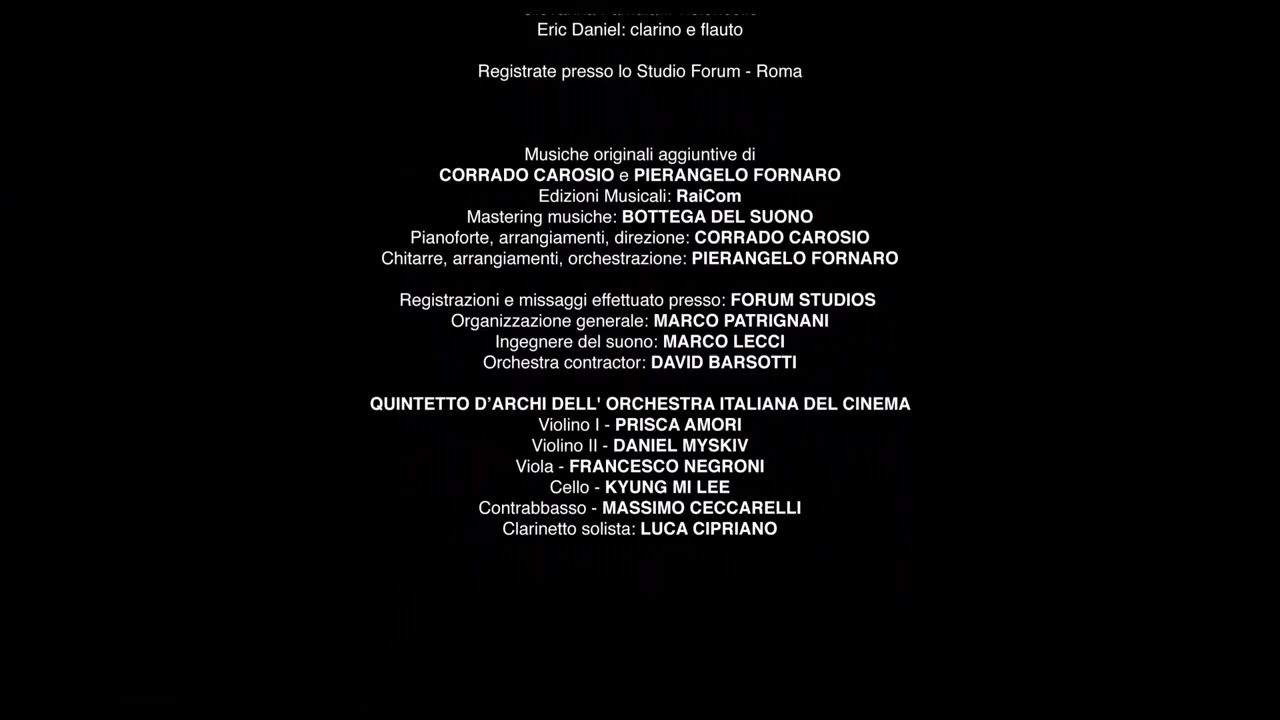 Eric Daniel: clarino e flauto
Registrate presso lo Studio Forum - Roma
Musiche originali aggiuntive di
CORRADO CAROSIO e PIERANGELO FORNARO
Edizioni Musicali: RaiCom
Mastering musiche: BOTTEGA DEL SUONO
Pianoforte, arrangiamenti, direzione: CORRADO CAROSIO
Chitarre, arrangiamenti, orchestrazione: PIERANGELO FORNARO
Registrazioni e missaggi effettuato presso: FORUM STUDIOS
Organizzazione generale: MARCO PATRIGNANI
Ingegnere del suono: MARCO LECCI
Orchestra contractor: DAVID BARSOTTI
QUINTETTO D’ARCHI DELL' ORCHESTRA ITALIANA DEL CINEMA
Violino I - PRISCA AMORI
Violino II - DANIEL MYSKIV
Viola - FRANCESCO NEGRONI
Cello - KYUNG MI LEE
Contrabbasso - MASSIMO CECCARELLI
Clarinetto solista: LUCA CIPRIANO